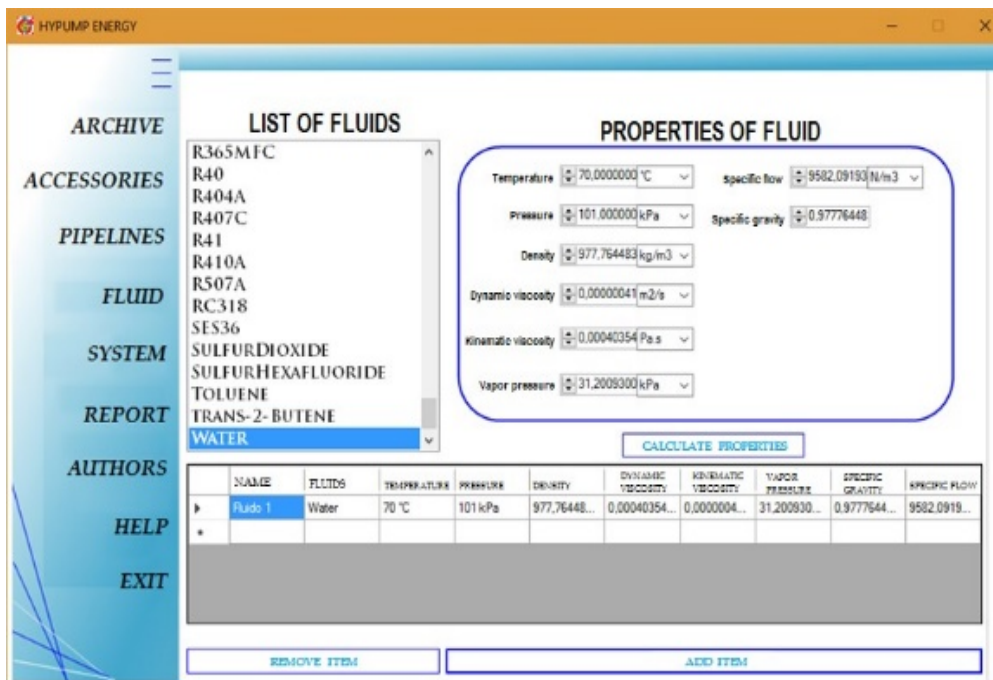 HYPUMP ENERGY
ARCHIVE
ACCESSORIES
PIPELINES
FLUID
SYSTEM
REPORT
AUTHORS
HELP
EXIT
LIST OF FLUIDS
R365MFC
R40
R404A
R407C
R41
R410A
R507A
RC318
SES36
SULFURDIOXIDE
SULFURHEXAFLUORIDE
TOLUENE
TRANS-2-BUTENE
WATER
PROPERTIES OF FLUID
Temperature 70,0000000 °C
Pressure 101,000000 kPa
Density 977,764483 kg/m3
Dynamic viscosity 0,00000041 m2/s
Kinematic viscosity 0,00040354 Pa.s
Vapor pressure 31,2009300 kPa
Specific flow 9582,09193 N/m3
Specific gravity 0,97776448
CALCULATE PROPERTIES
NAME FLUIDS TEMPERATURE PRESSURE DENSITY DYNAMIC VISCOSITY KINEMATIC VISCOSITY VAPOR PRESSURE SPECIFIC GRAVITY SPECIFIC FLOW
Fluido 1 Water 70 °C 101 kPa 977,76448... 0,00040354... 0,0000004... 31,200930... 0,9777644... 9582,0919...
REMOVE ITEM
ADD ITEM